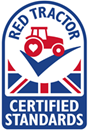 RED TRACTOR
CERTIFIED
STANDARDS